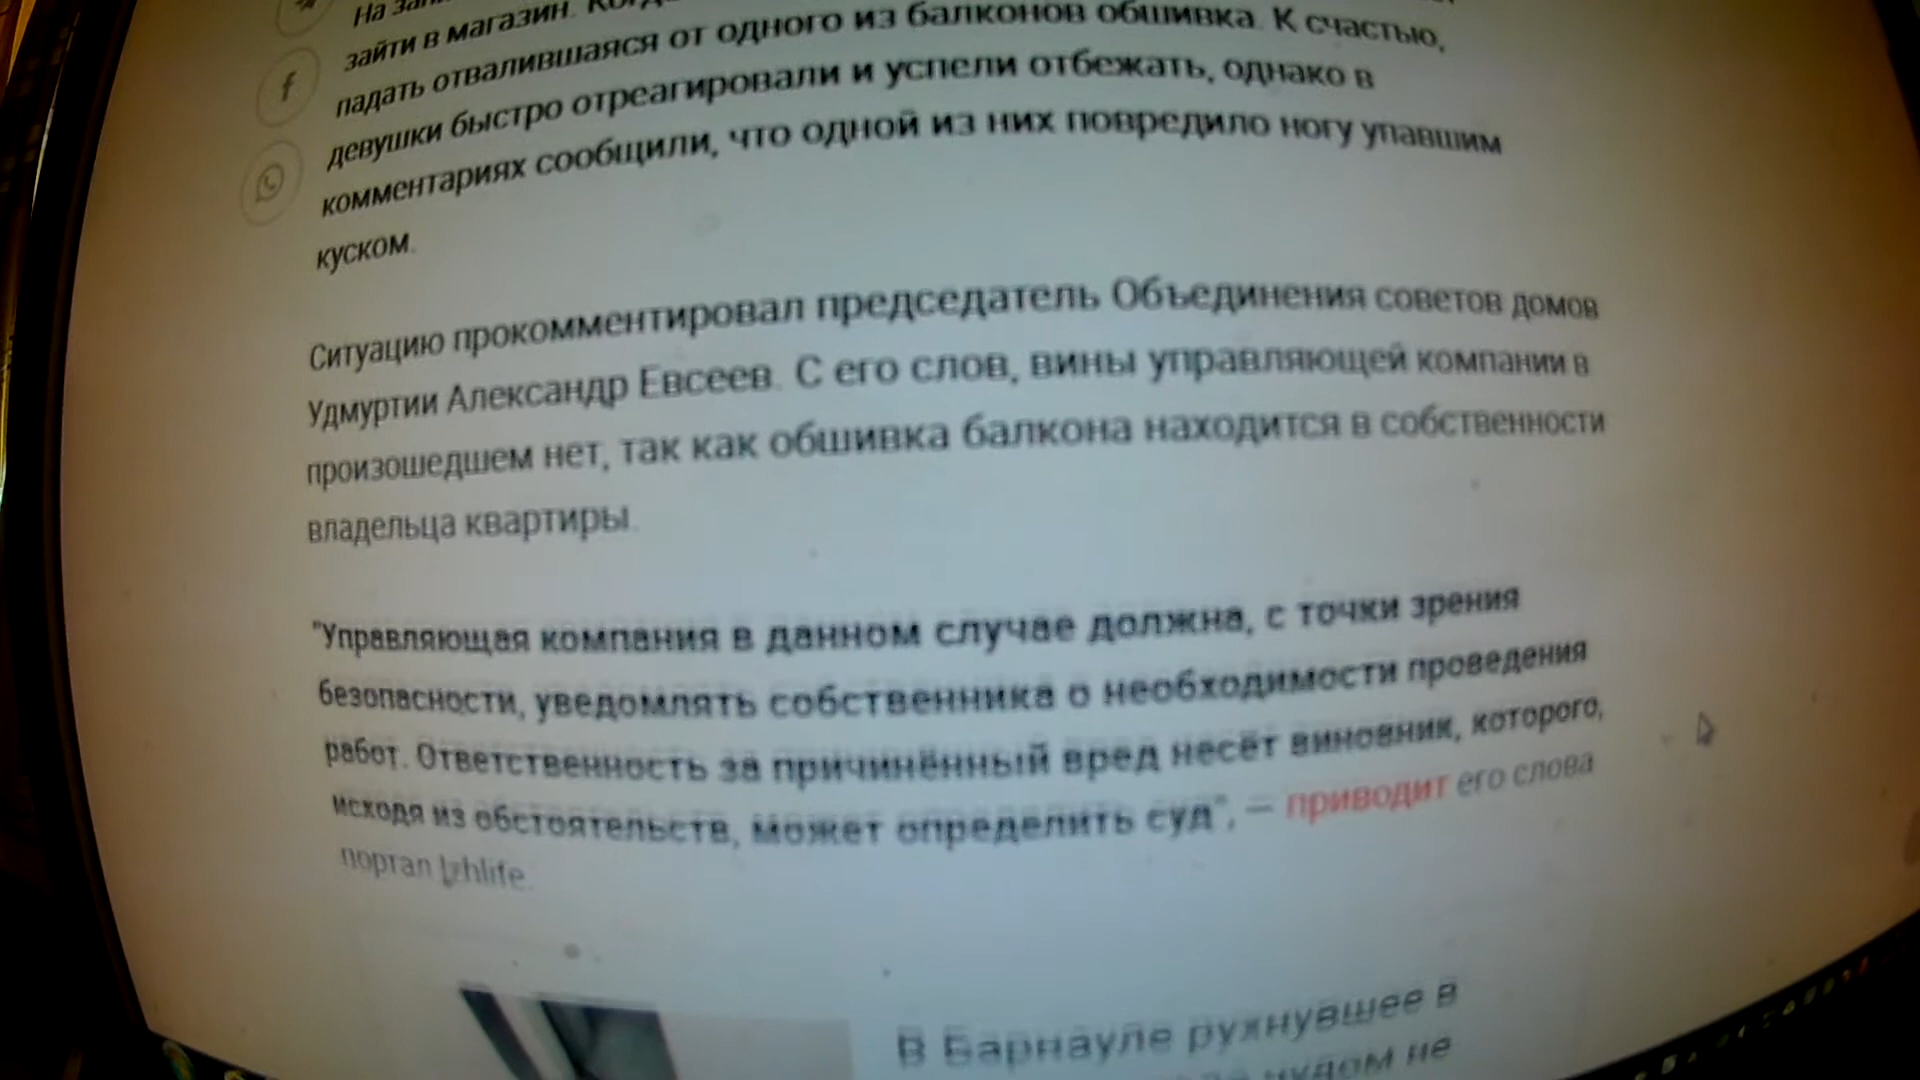 На
зайти в магазин.
падать отвалившаяся от одного из балконов обшивка. К счастью,
девушки быстро отреагировали и успели отбежать, однако в
комментариях сообщили, что одной из них повредило ногу упавшим
куском.
Ситуацию прокомментировал председатель Объединения советов домов
Удмуртии Александр Евсеев. С его слов, вины управляющей компании в
произошедшем нет, так как обшивка балкона находится в собственности
владельца квартиры.
"Управляющая компания в данном случае должна, с точки зрения
безопасности, уведомлять собственника о необходимости проведения
работ. Ответственность за причинённый вред несёт виновник, которого,
исходя из обстоятельств, может определить суд", — приводит его слова
портал Izhlife.
В Барнауле рухнувшее в
чудом не